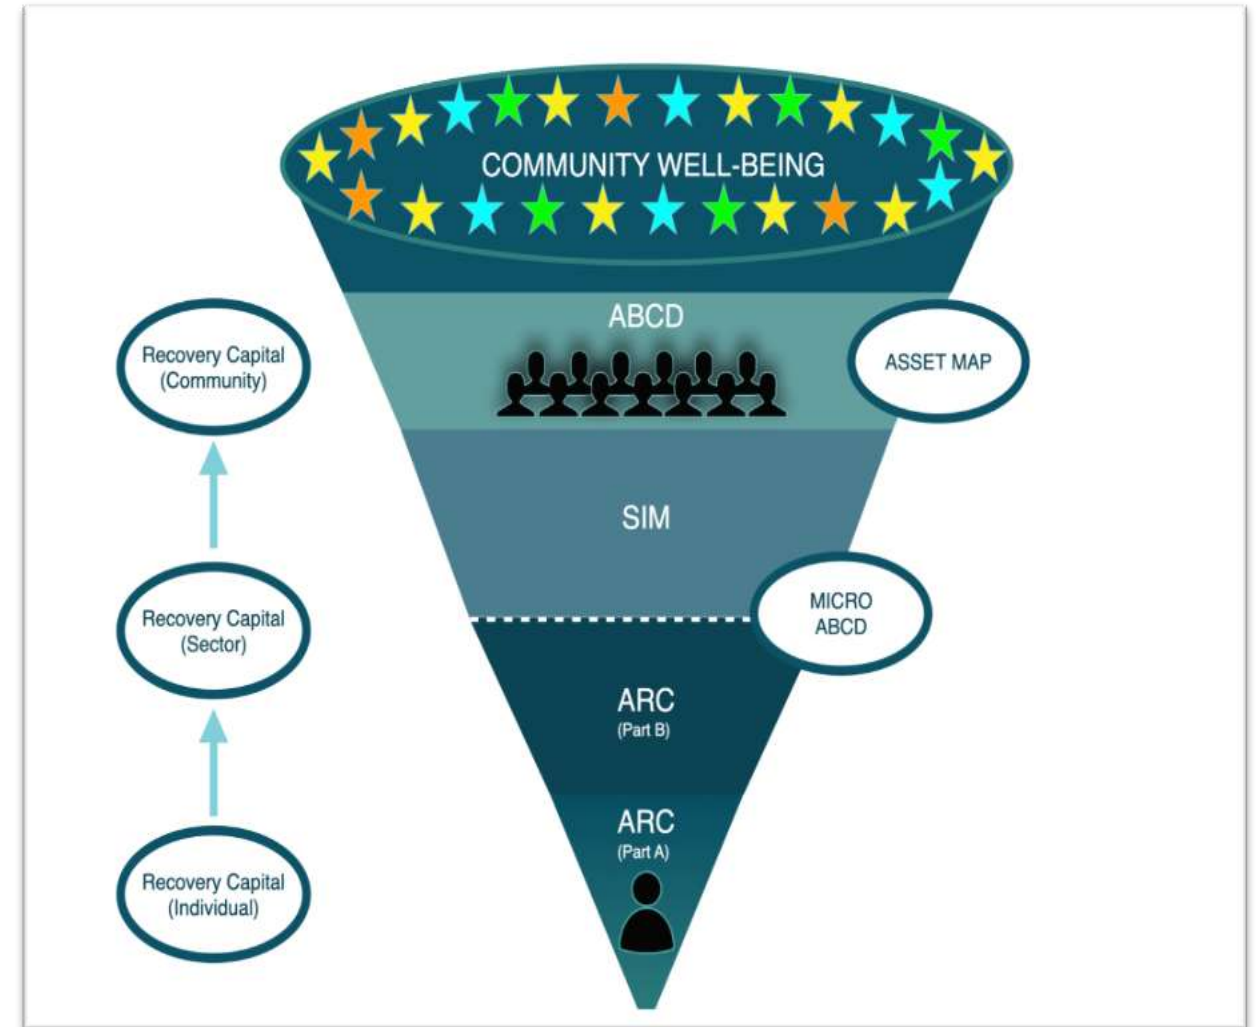 COMMUNITY WELL-BEING
ABCD
Recovery Capital
(Community)
ASSET MAP
SIM
Recovery Capital
(Sector)
MICRO
ABCD
ARC
(Part B)
ARC
(Part A)
Recovery Capital
(Individual)